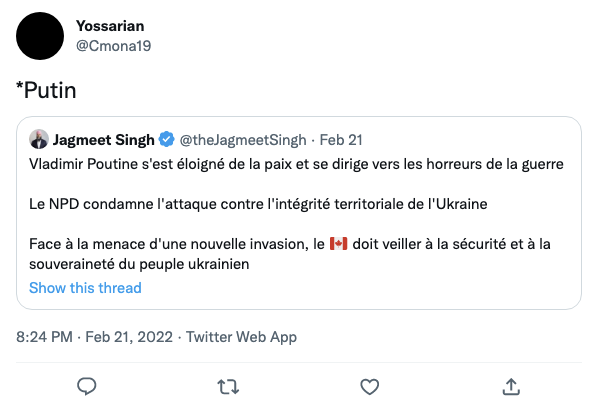 Yossarian
@Cmona19
*Putin
Jagmeet Singh @theJagmeetSingh · Feb 21
Vladimir Poutine s'est éloigné de la paix et se dirige vers les horreurs de la guerre
Le NPD condamne l'attaque contre l'intégrité territoriale de l'Ukraine
Face à la menace d'une nouvelle invasion, le 🇨🇦 doit veiller à la sécurité et à la
souveraineté du peuple ukrainien
Show this thread
8:24 PM · Feb 21, 2022 · Twitter Web App